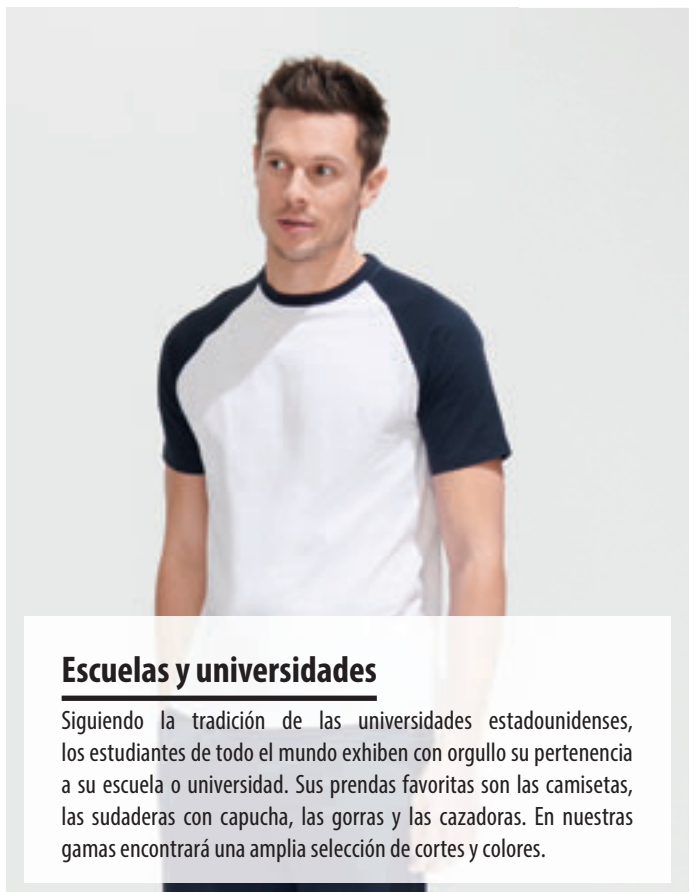 Escuelas y universidades
Siguiendo la tradición de las universidades estadounidenses,
los estudiantes de todo el mundo exhiben con orgullo su pertenencia
a su escuela o universidad. Sus prendas favoritas son las camisetas,
las sudaderas con capucha, las gorras y las cazadoras. En nuestras
gamas encontrará una amplia selección de cortes y colores.